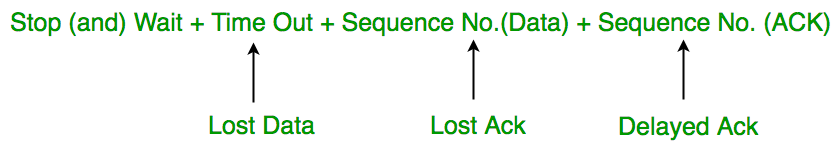 Stop (and) Wait + Time Out + Sequence No.(Data) + Sequence No. (ACK)
Lost Data Lost Ack Delayed Ack